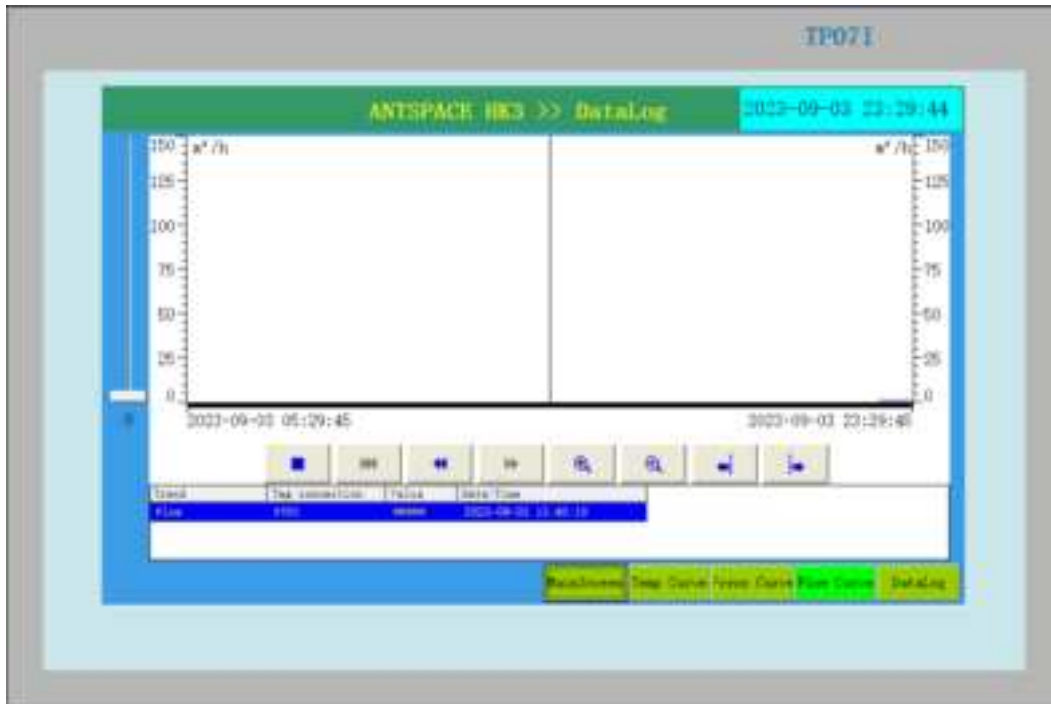 TP07I
ANTSPACE HK3 >> DataLog 2023-09-03 23:29:44
m³/h m³/h
150 150
125 125
100 100
75 75
50 50
25 25
0 0
2023-09-03 05:29:45 2023-09-03 23:29:45
Trend Tag connection Value Date/Time
Flow #####
MainScreen Temp Curve Press Curve Flow Curve DataLog